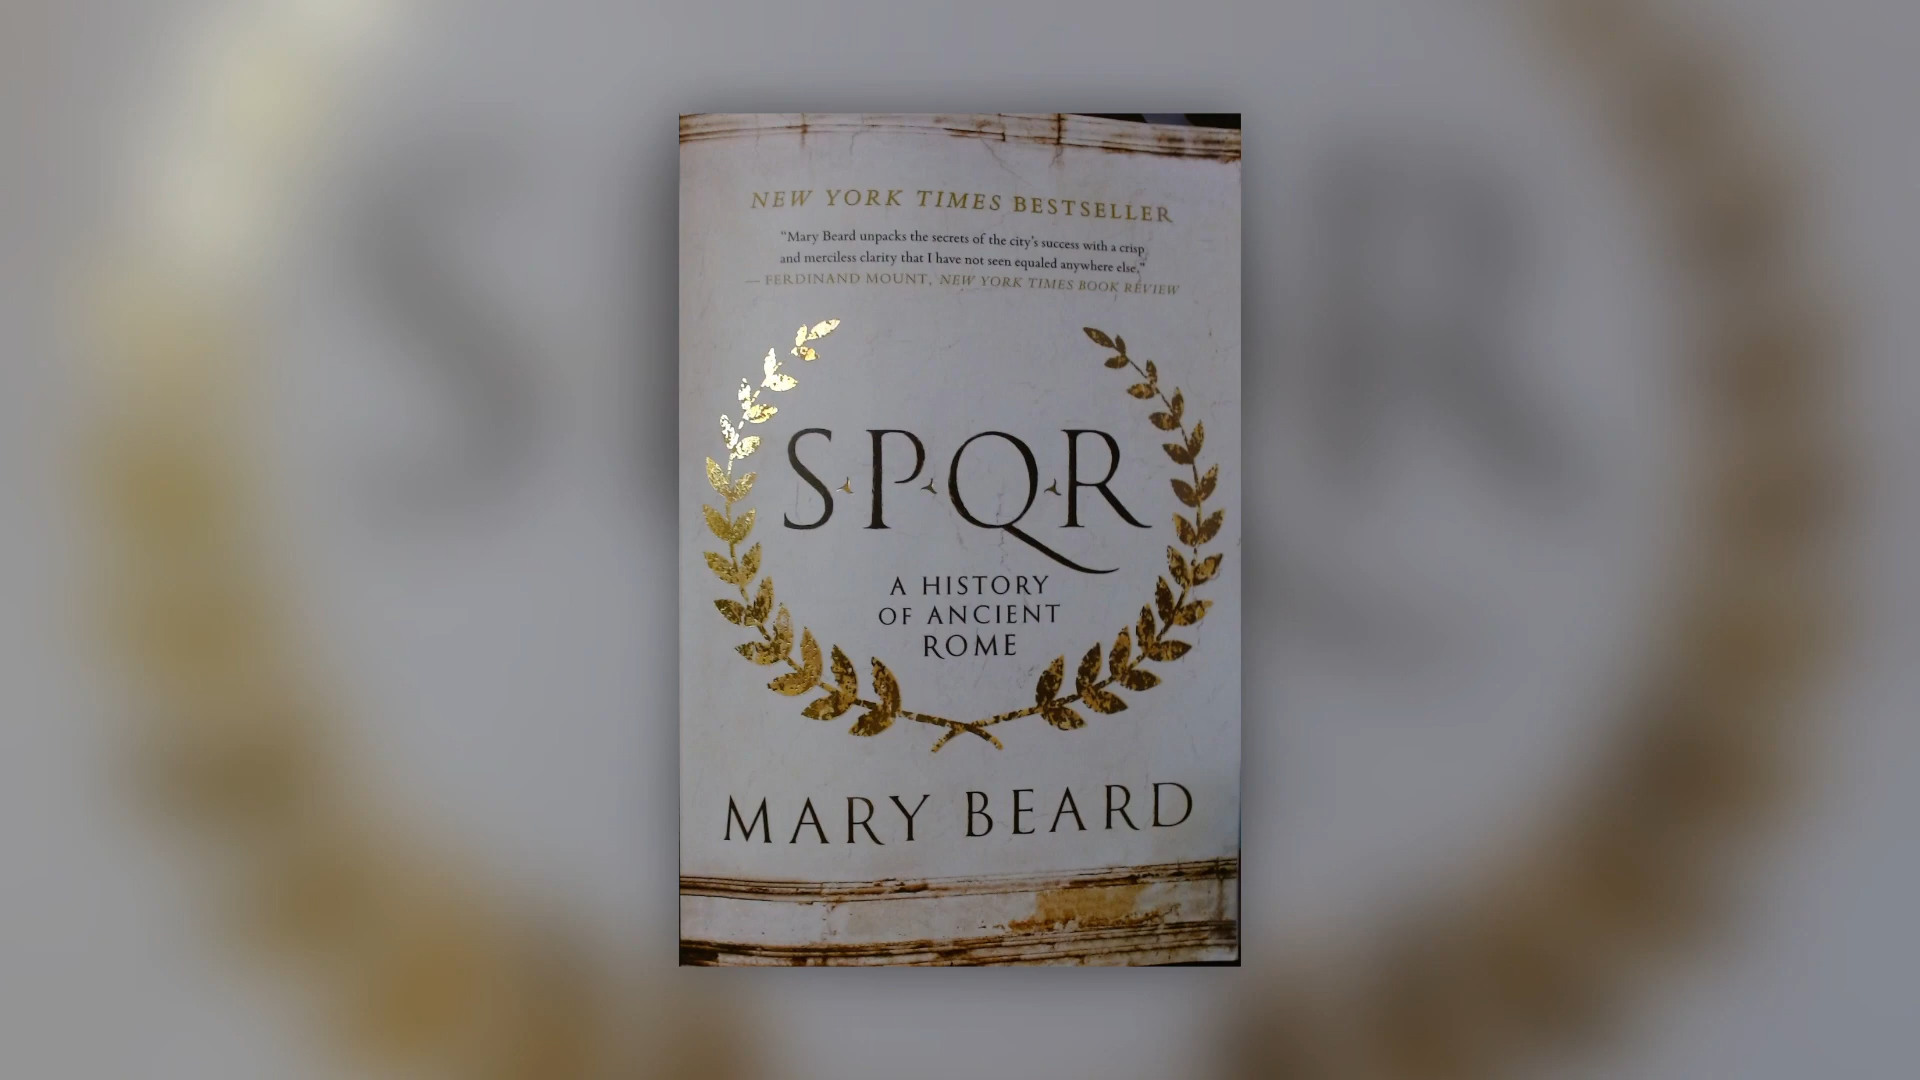 NEW YORK TIMES BESTSELLER
“Mary Beard unpacks the secrets of the city’s success with a crisp
and merciless clarity that I have not seen equaled anywhere else.”
— FERDINAND MOUNT, NEW YORK TIMES BOOK REVIEW
S·P·Q·R
A HISTORY
OF ANCIENT
ROME
MARY BEARD